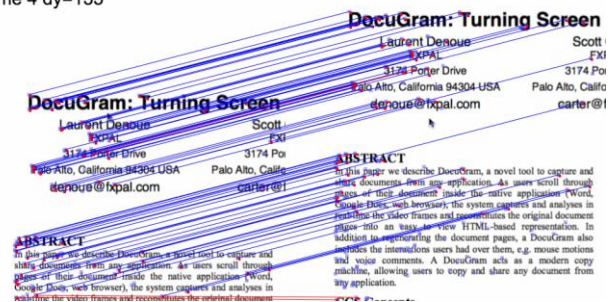 dy=153
DocuGram: Turning Screen
Laurent Denoue
Scott
FXPAL
3174 Porter Drive
3174 Por
Palo Alto, California 94304 USA
Palo Alto, Califo
denoue@fxpal.com
carter@f
ABSTRACT
In this paper we describe DocuGram, a novel tool to capture and
share documents from any application. As users scroll through
pages of their document inside the native application (Word,
Google Docs, web browser), the system captures and analyses in
real-time the video frames and reconstitutes the original document
pages into an easy to view HTML-based representation. In
addition to regenerating the document pages, a DocuGram also
includes the interactions users had over them, e.g. mouse motions
and voice comments. A DocuGram acts as a modern copy
machine, allowing users to copy and share any document from
any application.
DocuGram: Turning Screen
Laurent Denoue
Scott
FXPAL
FXI
3174 Porter Drive
3174 Poi
Palo Alto, California 94304 USA
Palo Alto, Calif
denoue@fxpal.com
carter@f
ABSTRACT
In this paper we describe DocuGram, a novel tool to capture and
share documents from any application. As users scroll through
pages of their document inside the native application (Word,
Google Docs, web browser), the system captures and analyses in
real-time the video frames and reconstitutes the original document